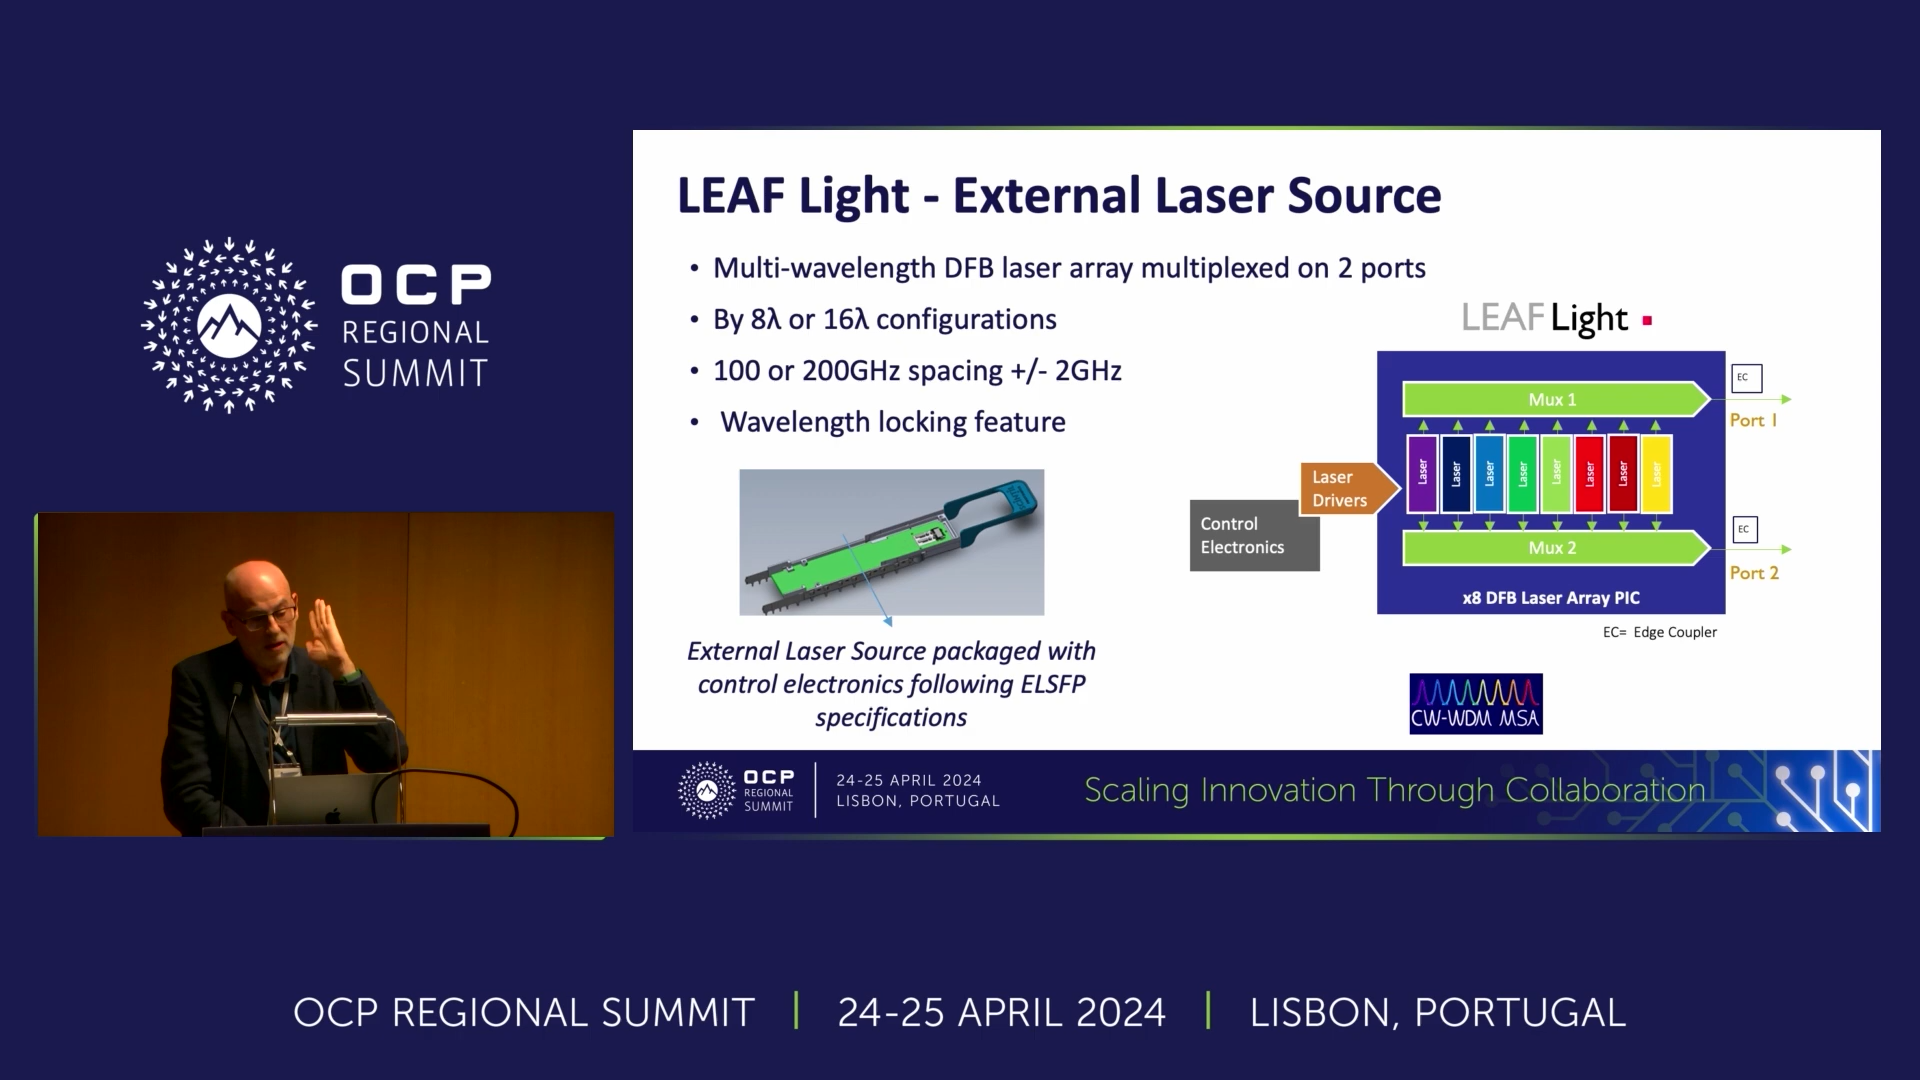 OCP
REGIONAL
SUMMIT
LEAF Light - External Laser Source
• Multi-wavelength DFB laser array multiplexed on 2 ports
• By 8λ or 16λ configurations
• 100 or 200GHz spacing +/- 2GHz
• Wavelength locking feature
External Laser Source packaged with
control electronics following ELSFP
specifications
LEAF Light
Mux 1
EC
Port 1
Laser Laser Laser Laser Laser Laser Laser Laser
Laser
Drivers
Control
Electronics
Mux 2
EC
Port 2
x8 DFB Laser Array PIC
EC= Edge Coupler
CW-WDM MSA
OCP
REGIONAL
SUMMIT
24-25 APRIL 2024
LISBON, PORTUGAL
Scaling Innovation Through Collaboration
OCP REGIONAL SUMMIT | 24-25 APRIL 2024 | LISBON, PORTUGAL